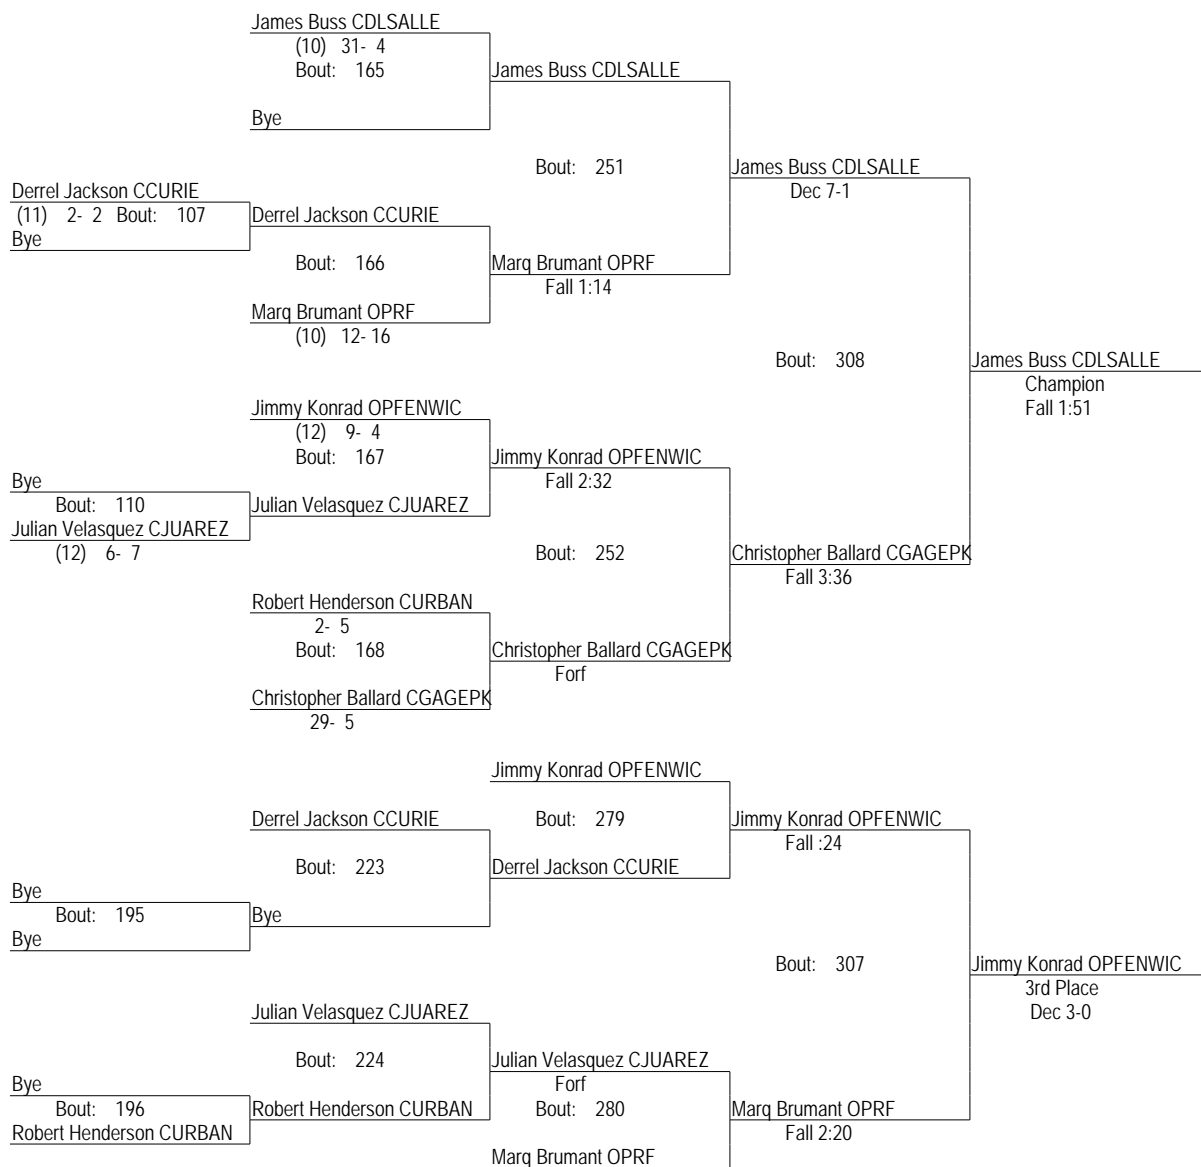 James Buss CDLSALLE
(10) 31- 4
Bout: 165
James Buss CDLSALLE
Bye
Bout: 251
James Buss CDLSALLE
Dec 7-1
Derrel Jackson CCURIE
(11) 2- 2 Bout: 107
Bye
Derrel Jackson CCURIE
Bout: 166
Marq Brumant OPRF
Fall 1:14
Marq Brumant OPRF
(10) 12- 16
Bout: 308
James Buss CDLSALLE
Champion
Fall 1:51
Jimmy Konrad OPFENWIC
(12) 9- 4
Bout: 167
Jimmy Konrad OPFENWIC
Fall 2:32
Bye
Bout: 110
Julian Velasquez CJUAREZ
(12) 6- 7
Julian Velasquez CJUAREZ
Bout: 252
Christopher Ballard CGAGEPK
Fall 3:36
Robert Henderson CURBAN
2- 5
Bout: 168
Christopher Ballard CGAGEPK
Forf
Christopher Ballard CGAGEPK
29- 5
Jimmy Konrad OPFENWIC
Derrel Jackson CCURIE
Bout: 279
Jimmy Konrad OPFENWIC
Fall :24
Bout: 223
Derrel Jackson CCURIE
Bye
Bout: 195
Bye
Bye
Bout: 307
Jimmy Konrad OPFENWIC
3rd Place
Dec 3-0
Julian Velasquez CJUAREZ
Bout: 224
Julian Velasquez CJUAREZ
Forf
Bye
Bout: 196
Robert Henderson CURBAN
Robert Henderson CURBAN
Bout: 280
Marq Brumant OPRF
Fall 2:20
Marq Brumant OPRF